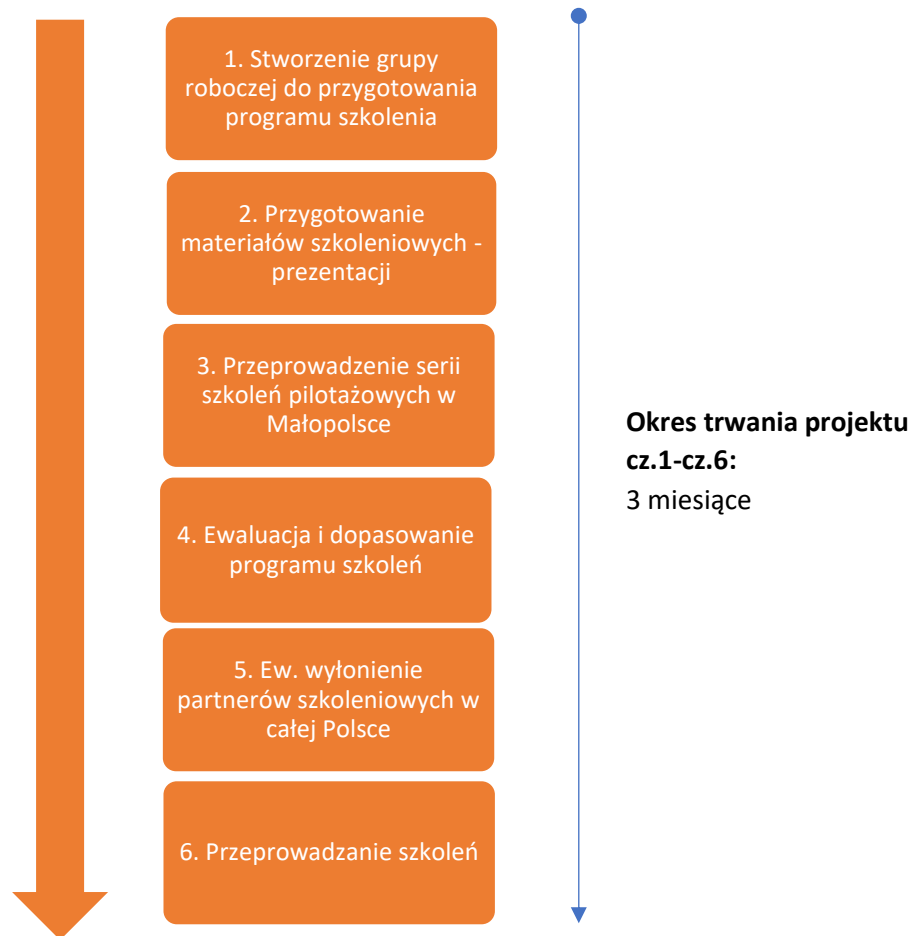 1. Stworzenie grupy
roboczej do przygotowania
programu szkolenia
2. Przygotowanie
materiałów szkoleniowych -
prezentacji
3. Przeprowadzenie serii
szkoleń pilotażowych w
Małopolsce
4. Ewaluacja i dopasowanie
programu szkoleń
5. Ew. wyłonienie
partnerów szkoleniowych w
całej Polsce
6. Przeprowadzanie szkoleń
Okres trwania projektu
cz.1-cz.6:
3 miesiące